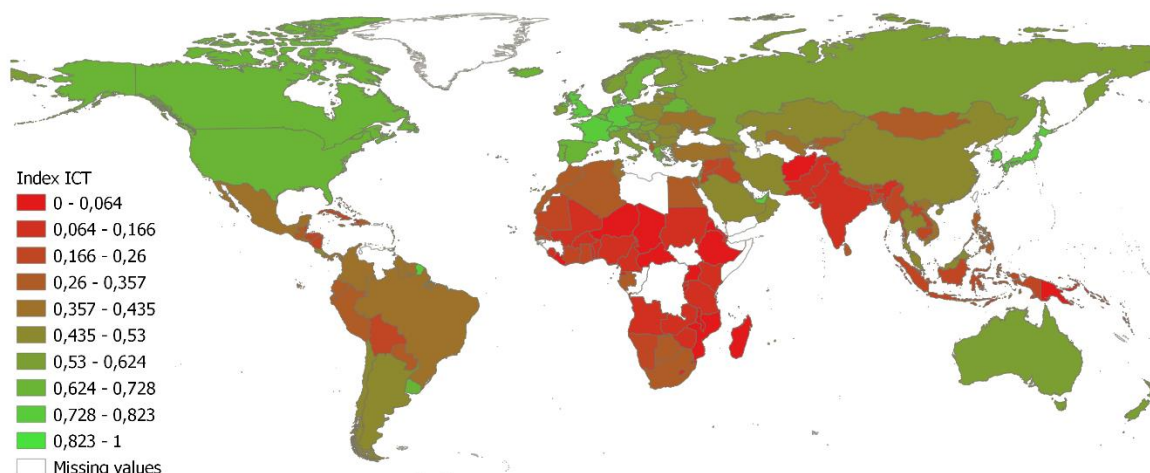 Index ICT
0 - 0,064
0,064 - 0,166
0,166 - 0,26
0,26 - 0,357
0,357 - 0,435
0,435 - 0,53
0,53 - 0,624
0,624 - 0,728
0,728 - 0,823
0,823 - 1
Missing values